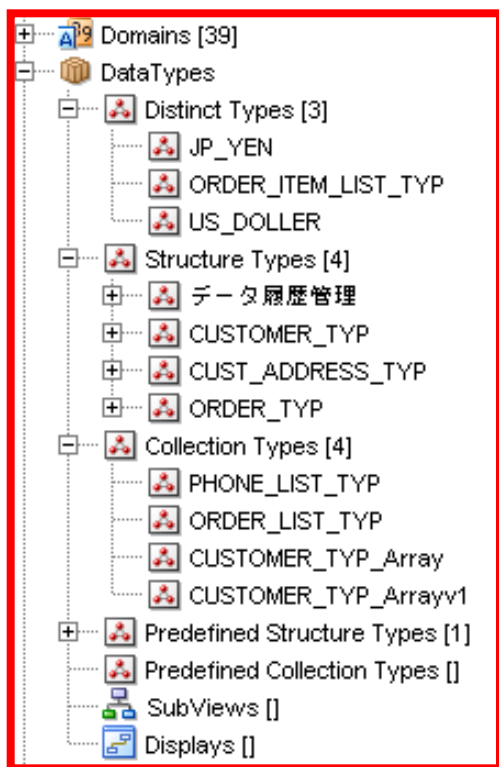 Domains [39]
DataTypes
Distinct Types [3]
JP_YEN
ORDER_ITEM_LIST_TYP
US_DOLLER
Structure Types [4]
データ履歴管理
CUSTOMER_TYP
CUST_ADDRESS_TYP
ORDER_TYP
Collection Types [4]
PHONE_LIST_TYP
ORDER_LIST_TYP
CUSTOMER_TYP_Array
CUSTOMER_TYP_Arrayv1
Predefined Structure Types [1]
Predefined Collection Types []
SubViews []
Displays []